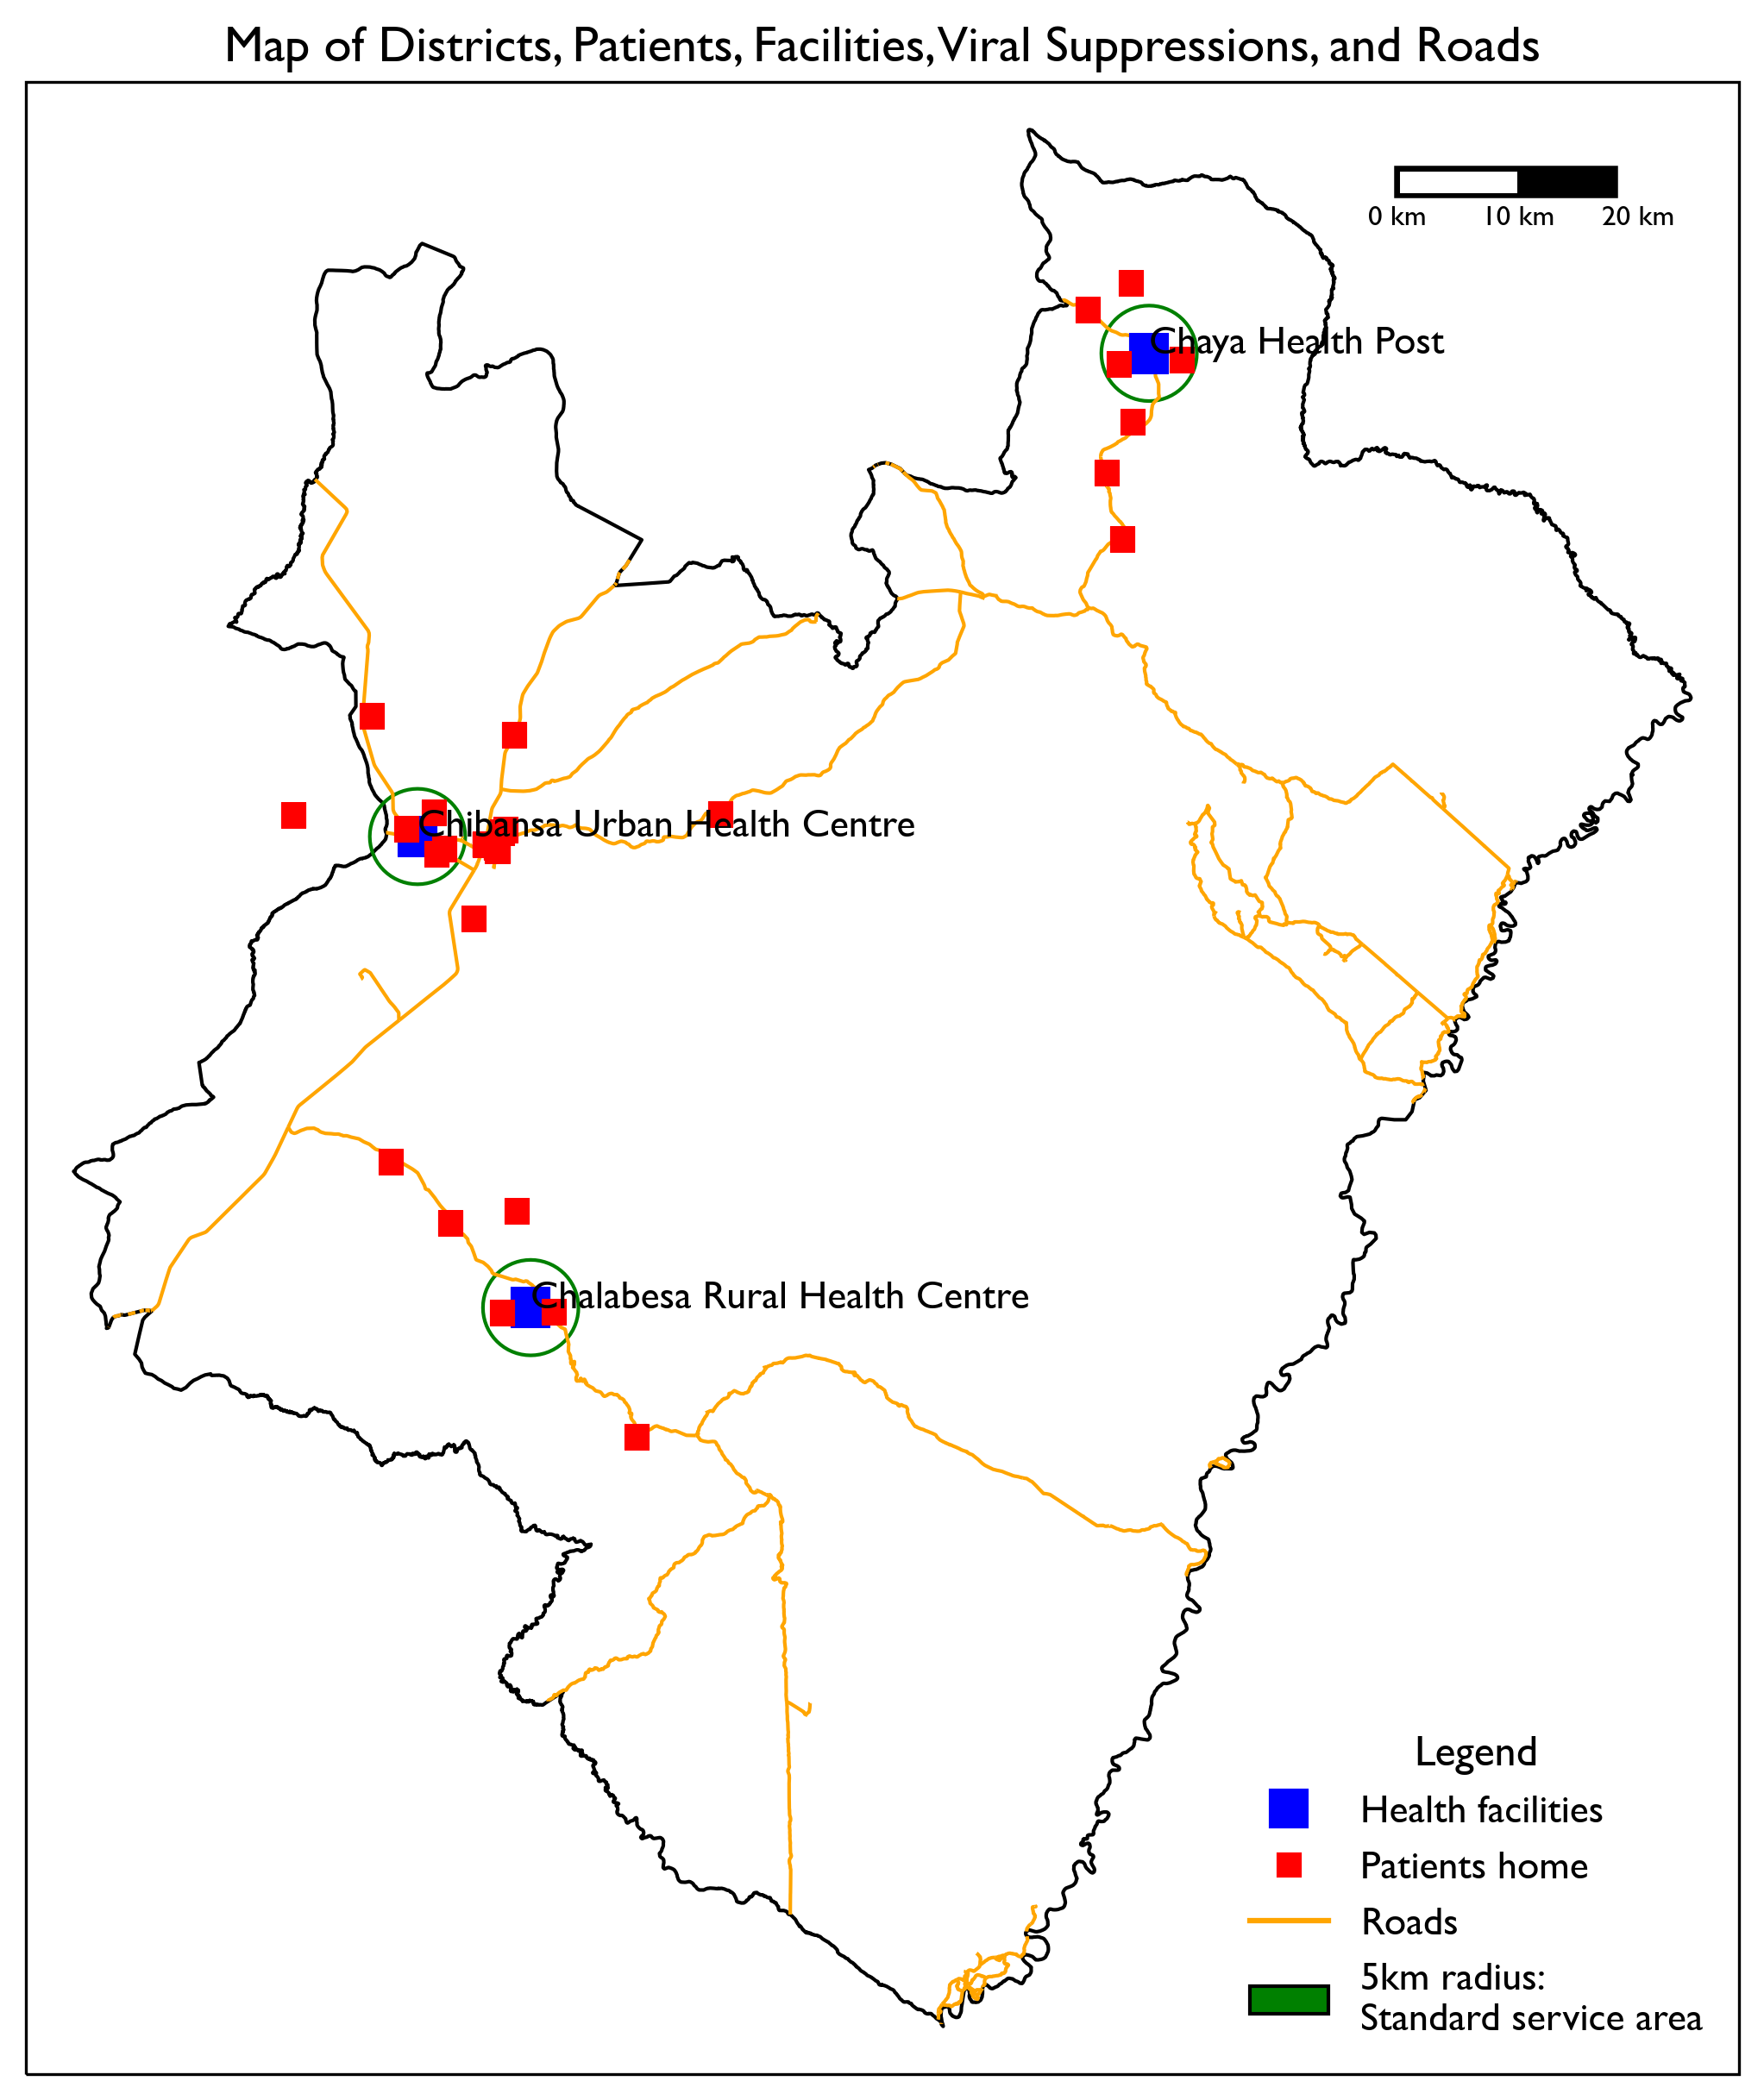 Map of Districts, Patients, Facilities, Viral Suppressions, and Roads
0 km 10 km 20 km
Chaya Health Post
Chibansa Urban Health Centre
Chalabesa Rural Health Centre
Legend
Health facilities
Patients home
Roads
5km radius:
Standard service area